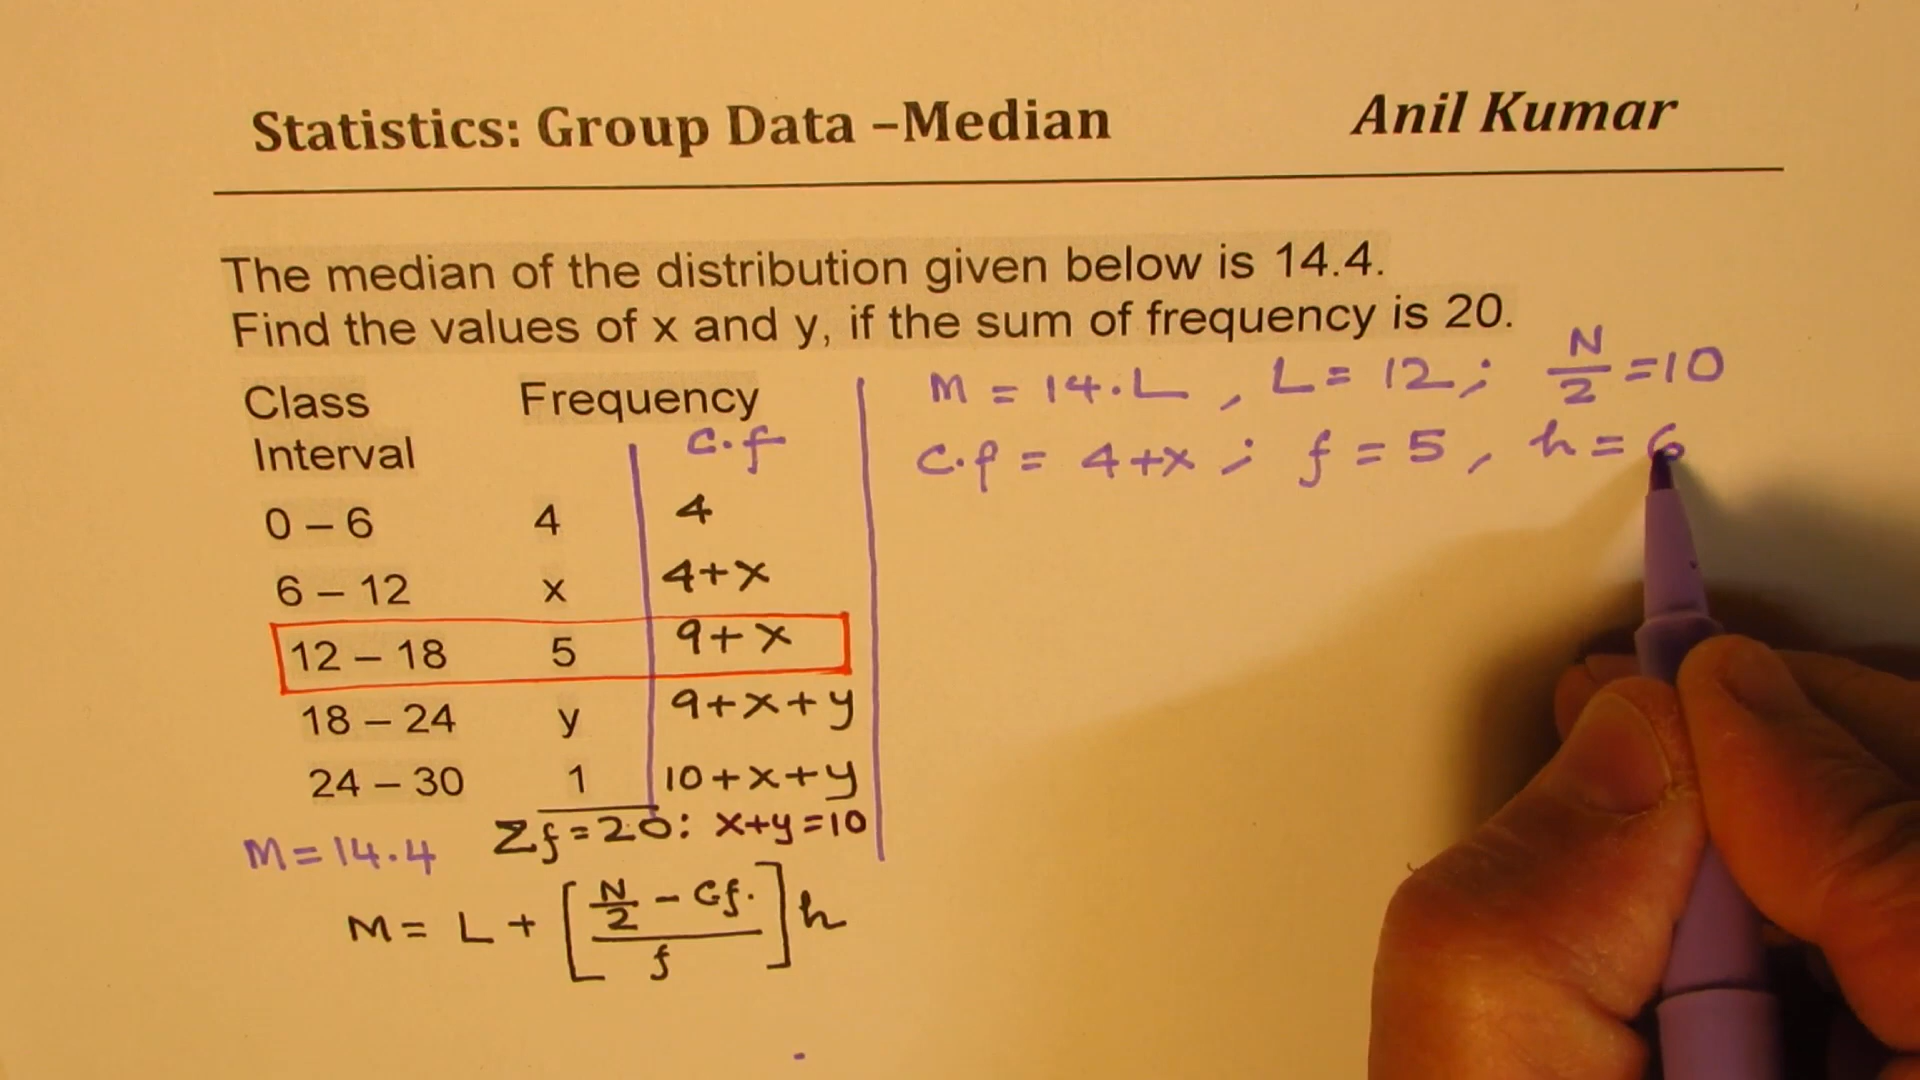 Statistics: Group Data –Median Anil Kumar
The median of the distribution given below is 14.4.
Find the values of x and y, if the sum of frequency is 20.
Class Interval Frequency c.f
0 – 6 4 4
6 – 12 x 4+x
12 – 18 5 9+x
18 – 24 y 9+x+y
24 – 30 1 10+x+y
Σf=20: x+y=10
M=14.4
M= L+[(N/2 - Cf.)/f]h
M = 14.L , L= 12; N/2=10
C.f = 4+x ; f = 5, h = 6